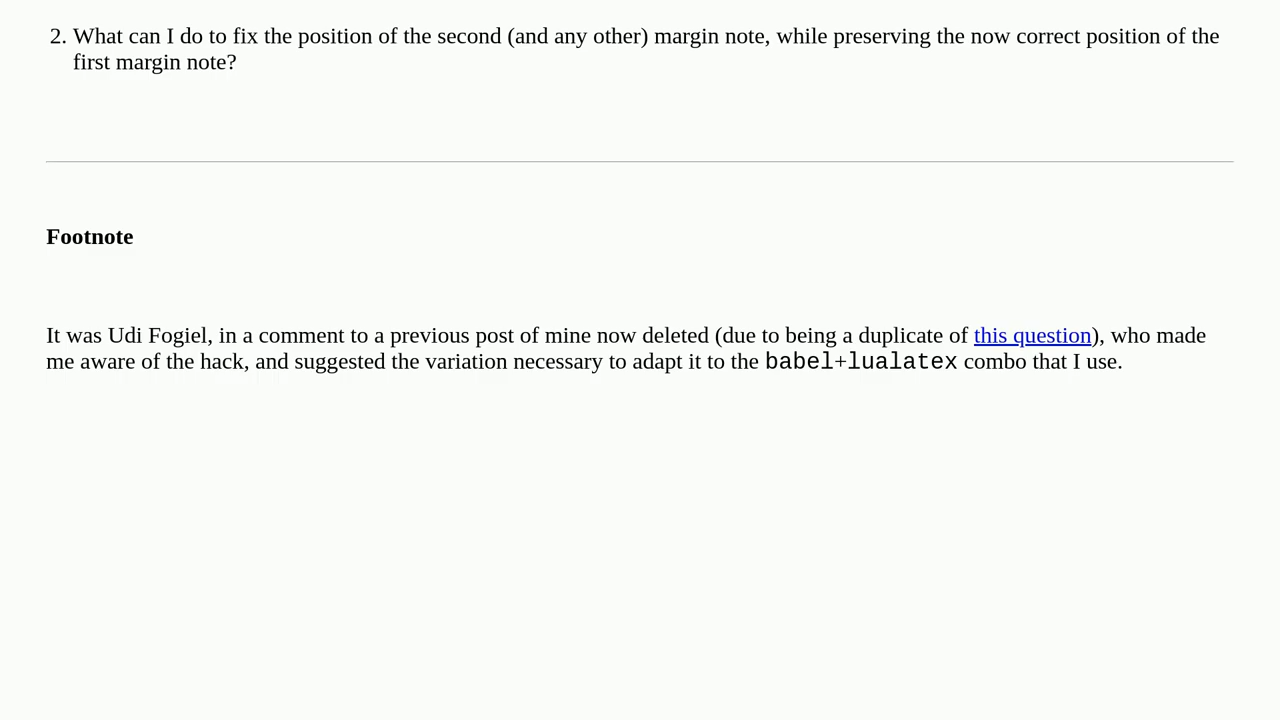 2. What can I do to fix the position of the second (and any other) margin note, while preserving the now correct position of the
first margin note?
Footnote
It was Udi Fogiel, in a comment to a previous post of mine now deleted (due to being a duplicate of this question), who made
me aware of the hack, and suggested the variation necessary to adapt it to the babel+lualatex combo that I use.